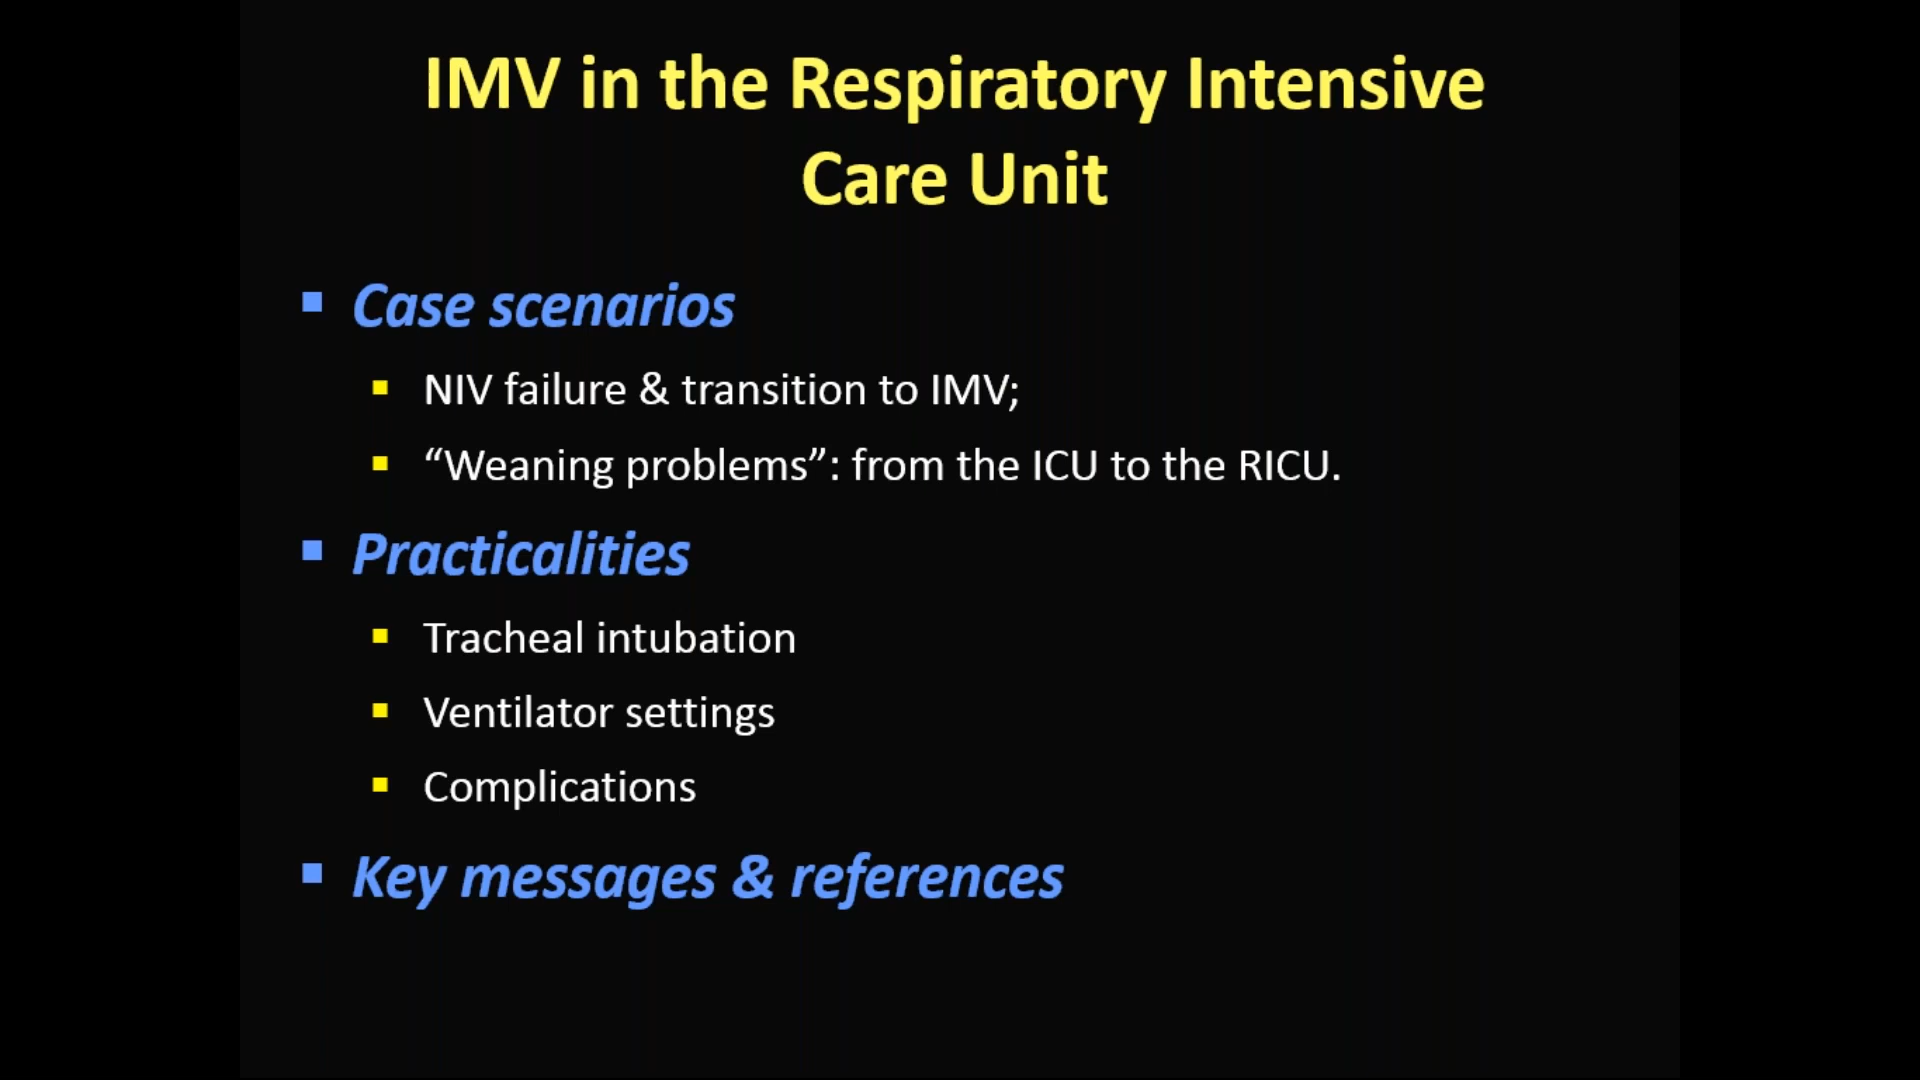 IMV in the Respiratory Intensive
Care Unit
Case scenarios
NIV failure & transition to IMV;
“Weaning problems”: from the ICU to the RICU.
Practicalities
Tracheal intubation
Ventilator settings
Complications
Key messages & references